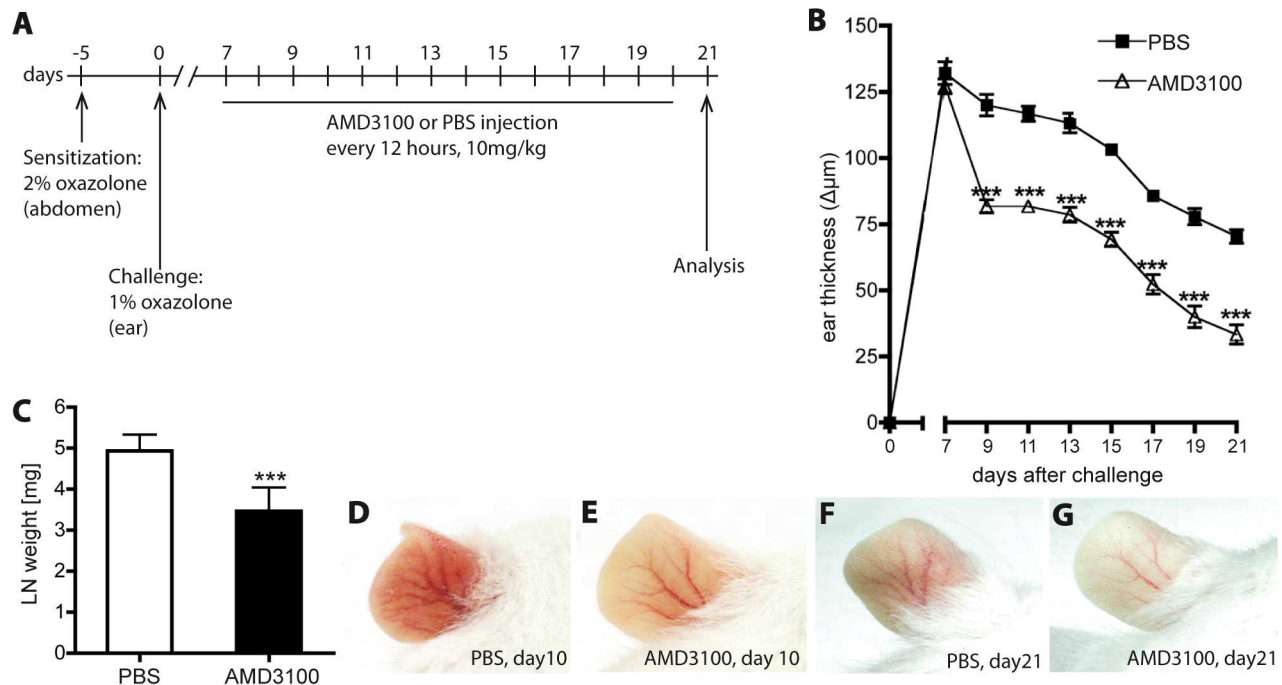 A
-5 0 7 9 11 13 15 17 19 21
days
AMD3100 or PBS injection
every 12 hours, 10mg/kg
Sensitization:
2% oxazolone
(abdomen)
Challenge:
1% oxazolone
(ear)
Analysis
B
150
125
100
75
50
25
0
ear thickness (Δμm)
PBS
AMD3100
*** *** *** *** *** *** ***
0 7 9 11 13 15 17 19 21
days after challenge
C
6
5
4
3
2
1
0
LN weight [mg]
***
PBS AMD3100
D
PBS, day10
E
AMD3100, day 10
F
PBS, day21
G
AMD3100, day21